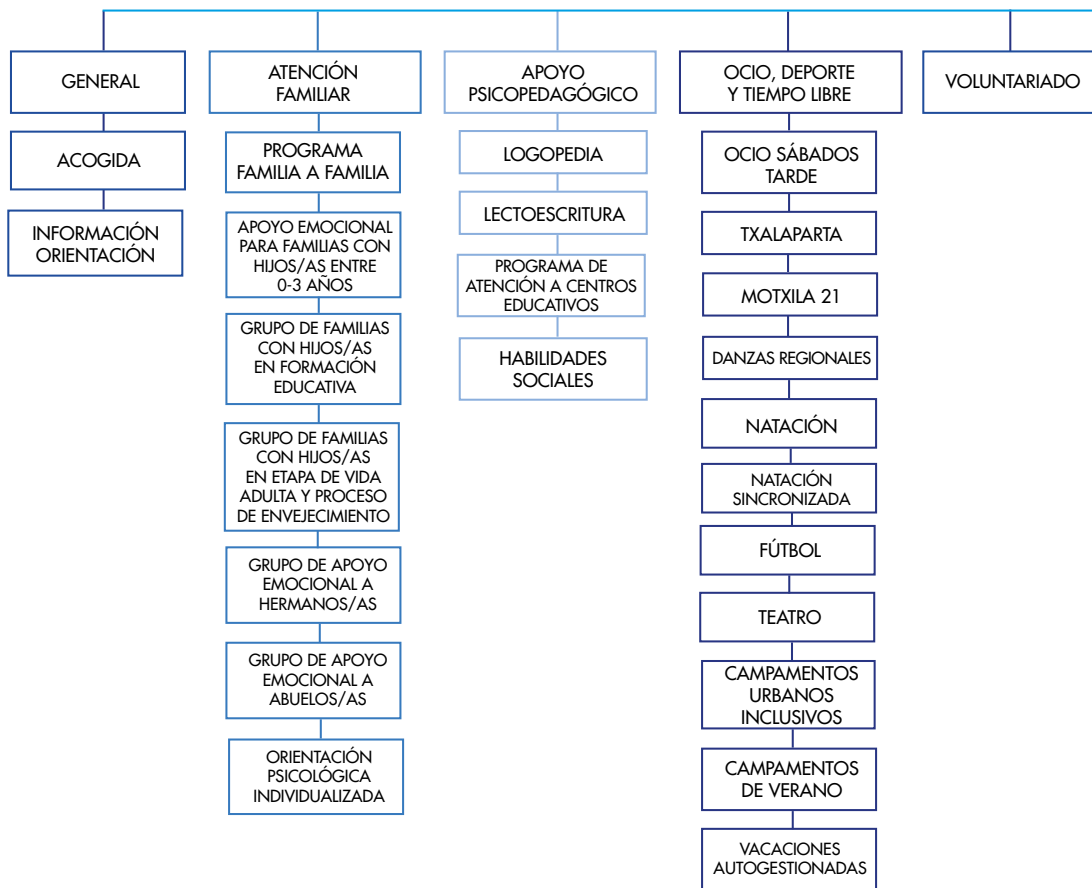 GENERAL
ACOGIDA
INFORMACIÓN
ORIENTACIÓN
ATENCIÓN
FAMILIAR
PROGRAMA
FAMILIA A FAMILIA
APOYO EMOCIONAL
PARA FAMILIAS CON
HIJOS/AS ENTRE
0-3 AÑOS
GRUPO DE FAMILIAS
CON HIJOS/AS
EN FORMACIÓN
EDUCATIVA
GRUPO DE FAMILIAS
CON HIJOS/AS
EN ETAPA DE VIDA
ADULTA Y PROCESO
DE ENVEJECIMIENTO
GRUPO DE APOYO
EMOCIONAL A
HERMANOS/AS
GRUPO DE APOYO
EMOCIONAL A
ABUELOS/AS
ORIENTACIÓN
PSICOLÓGICA
INDIVIDUALIZADA
APOYO
PSICOPEDAGÓGICO
LOGOPEDIA
LECTOESCRITURA
PROGRAMA DE
ATENCIÓN A CENTROS
EDUCATIVOS
HABILIDADES
SOCIALES
OCIO, DEPORTE
Y TIEMPO LIBRE
OCIO SÁBADOS
TARDE
TXALAPARTA
MOTXILA 21
DANZAS REGIONALES
NATACIÓN
NATACIÓN
SINCRONIZADA
FÚTBOL
TEATRO
CAMPAMENTOS
URBANOS
INCLUSIVOS
CAMPAMENTOS
DE VERANO
VACACIONES
AUTOGESTIONADAS
VOLUNTARIADO